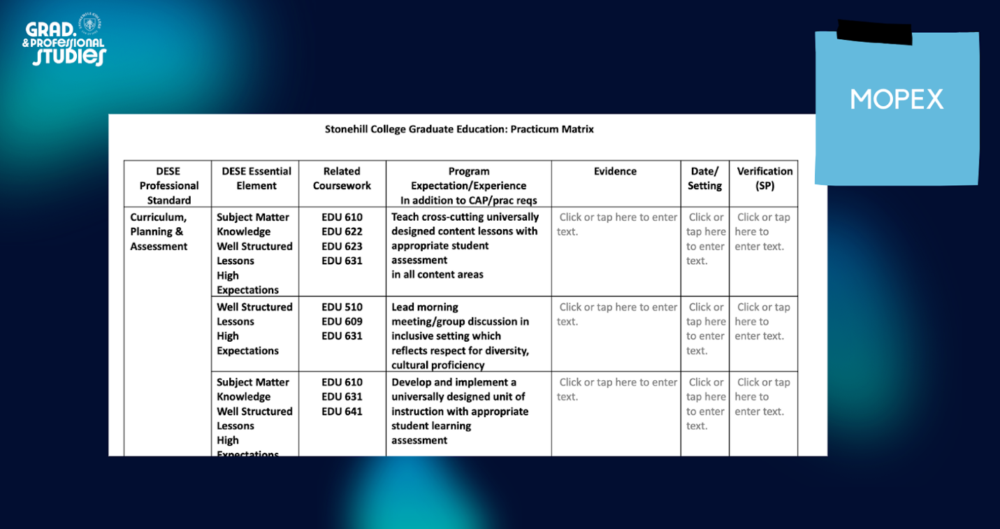 GRAD.
& PROFESSIONAL
STUDIES
STONEHILL COLLEGE
MOPEX
Stonehill College Graduate Education: Practicum Matrix
DESE
Professional
Standard
DESE Essential
Element
Related
Coursework
Program
Expectation/Experience
In addition to CAP/prac reqs
Evidence
Date/
Setting
Verification
(SP)
Curriculum,
Planning &
Assessment
Subject Matter
Knowledge
Well Structured
Lessons
High
Expectations
EDU 610
EDU 622
EDU 623
EDU 631
Teach cross-cutting universally
designed content lessons with
appropriate student
assessment
in all content areas
Click or tap here to enter
text.
Click or
tap here
to enter
text.
Click or tap
here to
enter text.
Well Structured
Lessons
High
Expectations
EDU 510
EDU 609
EDU 631
Lead morning
meeting/group discussion in
inclusive setting which
reflects respect for diversity,
cultural proficiency
Click or tap here to enter
text.
Click or
tap here
to enter
text.
Click or tap
here to
enter text.
Subject Matter
Knowledge
Well Structured
Lessons
High
Expectations
EDU 610
EDU 631
EDU 641
Develop and implement a
universally designed unit of
instruction with appropriate
student learning
assessment
Click or tap here to enter
text.
Click or
tap here
to enter
text.
Click or tap
here to
enter text.